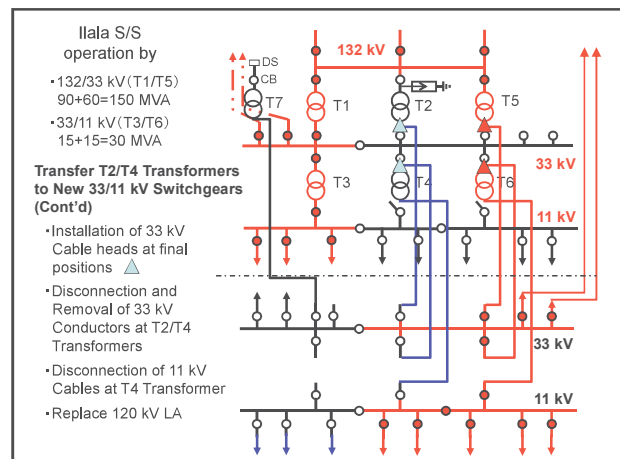 Ilala S/S
operation by
· 132/33 kV (T1/T5)
90+60=150 MVA
· 33/11 kV (T3/T6)
15+15=30 MVA
Transfer T2/T4 Transformers
to New 33/11 kV Switchgears
(Cont'd)
· Installation of 33 kV
Cable heads at final
positions
· Disconnection and
Removal of 33 kV
Conductors at T2/T4
Transformers
· Disconnection of 11 kV
Cables at T4 Transformer
· Replace 120 kV LA
132 kV
DS
CB
T7
T1
T2
T5
33 kV
T3
T4
T6
11 kV
33 kV
11 kV